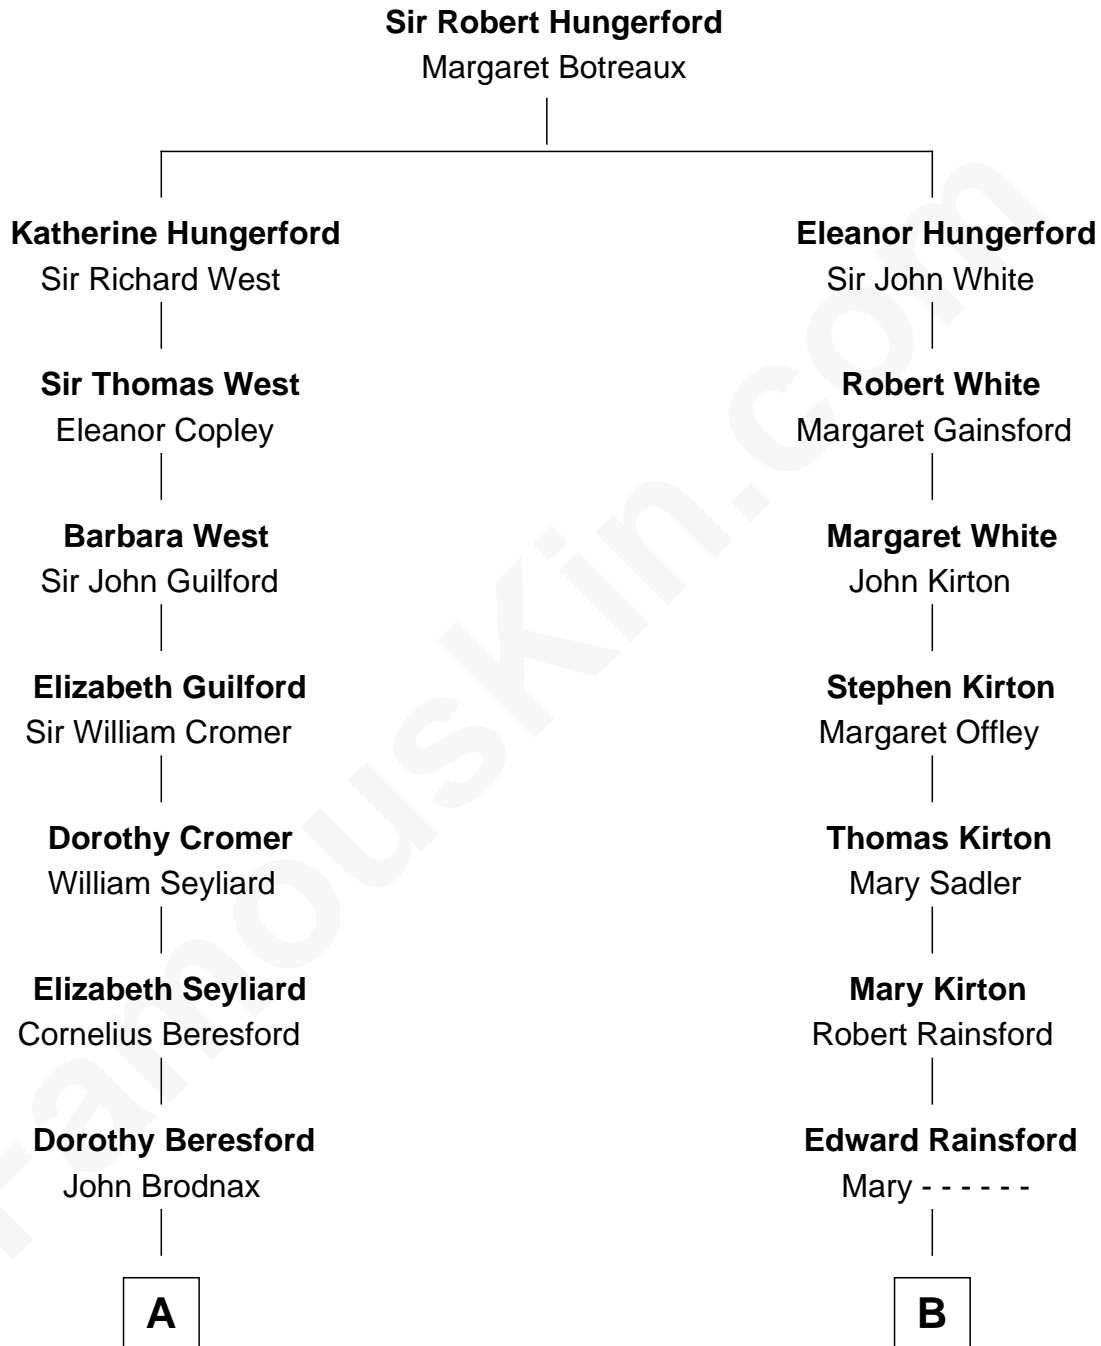 Sir Robert Hungerford
Margaret Botreaux
Katherine Hungerford
Sir Richard West
Eleanor Hungerford
Sir John White
Sir Thomas West
Eleanor Copley
Robert White
Margaret Gainsford
Barbara West
Sir John Guilford
Margaret White
John Kirton
Elizabeth Guilford
Sir William Cromer
Stephen Kirton
Margaret Offley
Dorothy Cromer
William Seyliard
Thomas Kirton
Mary Sadler
Elizabeth Seyliard
Cornelius Beresford
Mary Kirton
Robert Rainsford
Dorothy Beresford
John Brodnax
Edward Rainsford
Mary - - - - - -
A
B
FamousKin.com